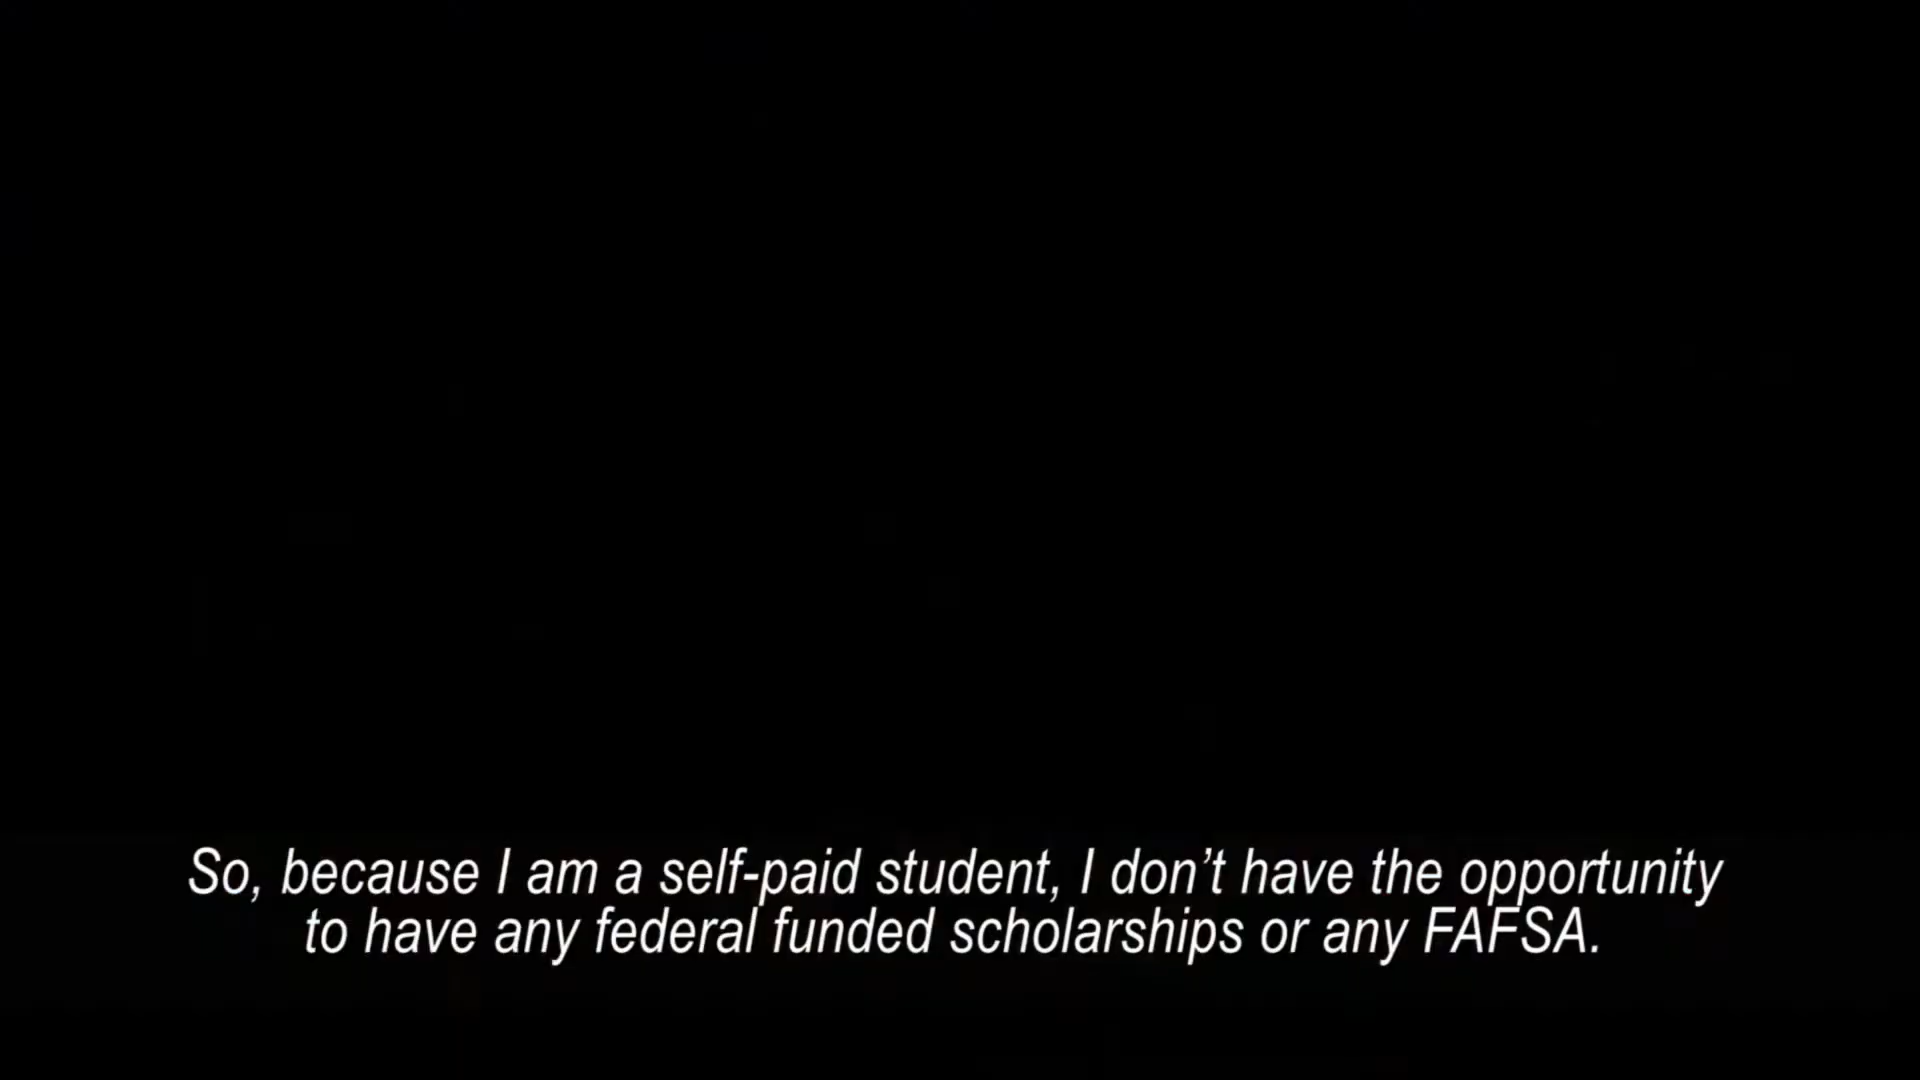 So, because I am a self-paid student, I don’t have the opportunity
to have any federal funded scholarships or any FAFSA.